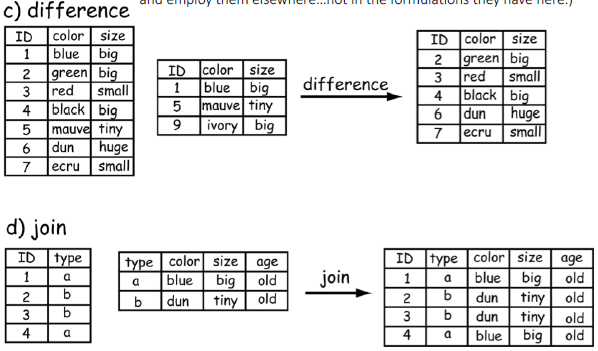 and employ them elsewhere...not in the formulations they have here.)
c) difference
ID color size
1 blue big
2 green big
3 red small
4 black big
5 mauve tiny
6 dun huge
7 ecru small
ID color size
1 blue big
5 mauve tiny
9 ivory big
difference
ID color size
2 green big
3 red small
4 black big
6 dun huge
7 ecru small
d) join
ID type
1 a
2 b
3 b
4 a
type color size age
a blue big old
b dun tiny old
join
ID type color size age
1 a blue big old
2 b dun tiny old
3 b dun tiny old
4 a blue big old